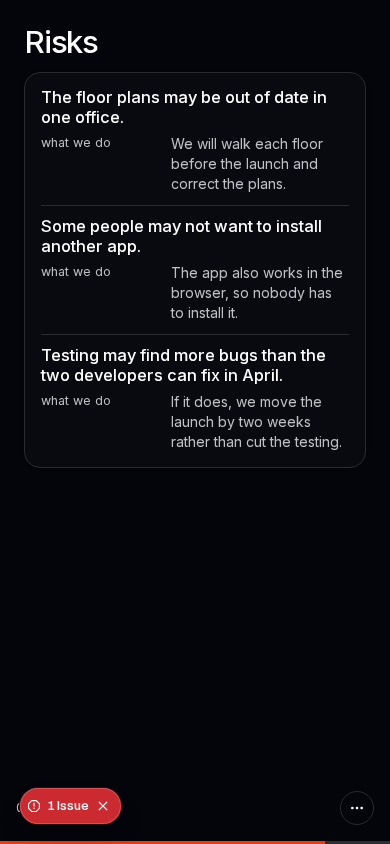 Risks
The floor plans may be out of date in
one office.
what we do
We will walk each floor
before the launch and
correct the plans.
Some people may not want to install
another app.
what we do
The app also works in the
browser, so nobody has
to install it.
Testing may find more bugs than the
two developers can fix in April.
what we do
If it does, we move the
launch by two weeks
rather than cut the testing.
1 Issue